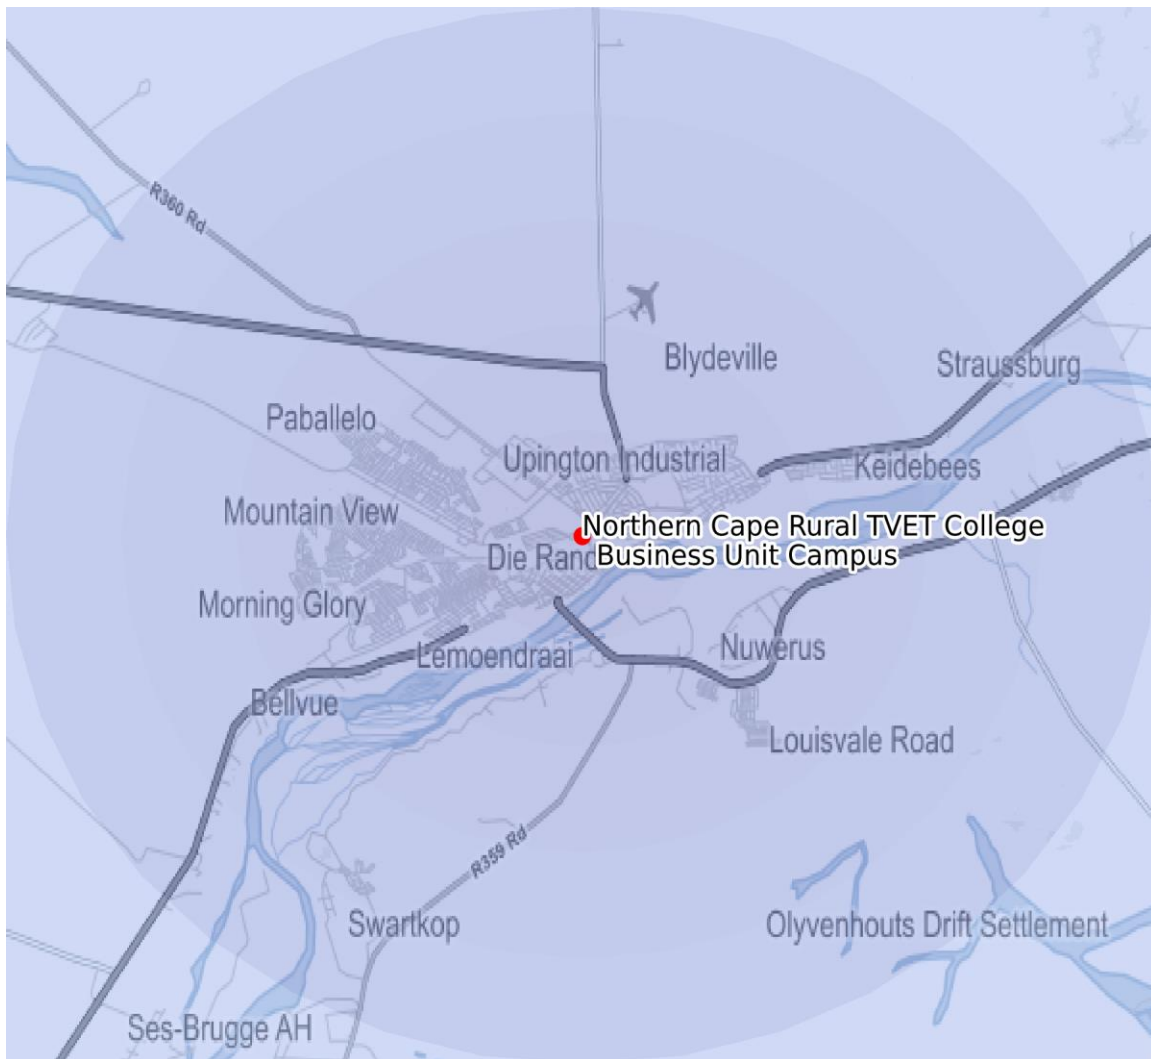 R360 Rd
Blydeville
Straussburg
Paballelo
Upington Industrial
Keidebees
Mountain View
Northern Cape Rural TVET College
Business Unit Campus
Die Rand
Morning Glory
Lemoendraai
Nuwerus
Bellvue
Louisvale Road
R359 Rd
Swartkop
Olyvenhouts Drift Settlement
Ses-Brugge AH